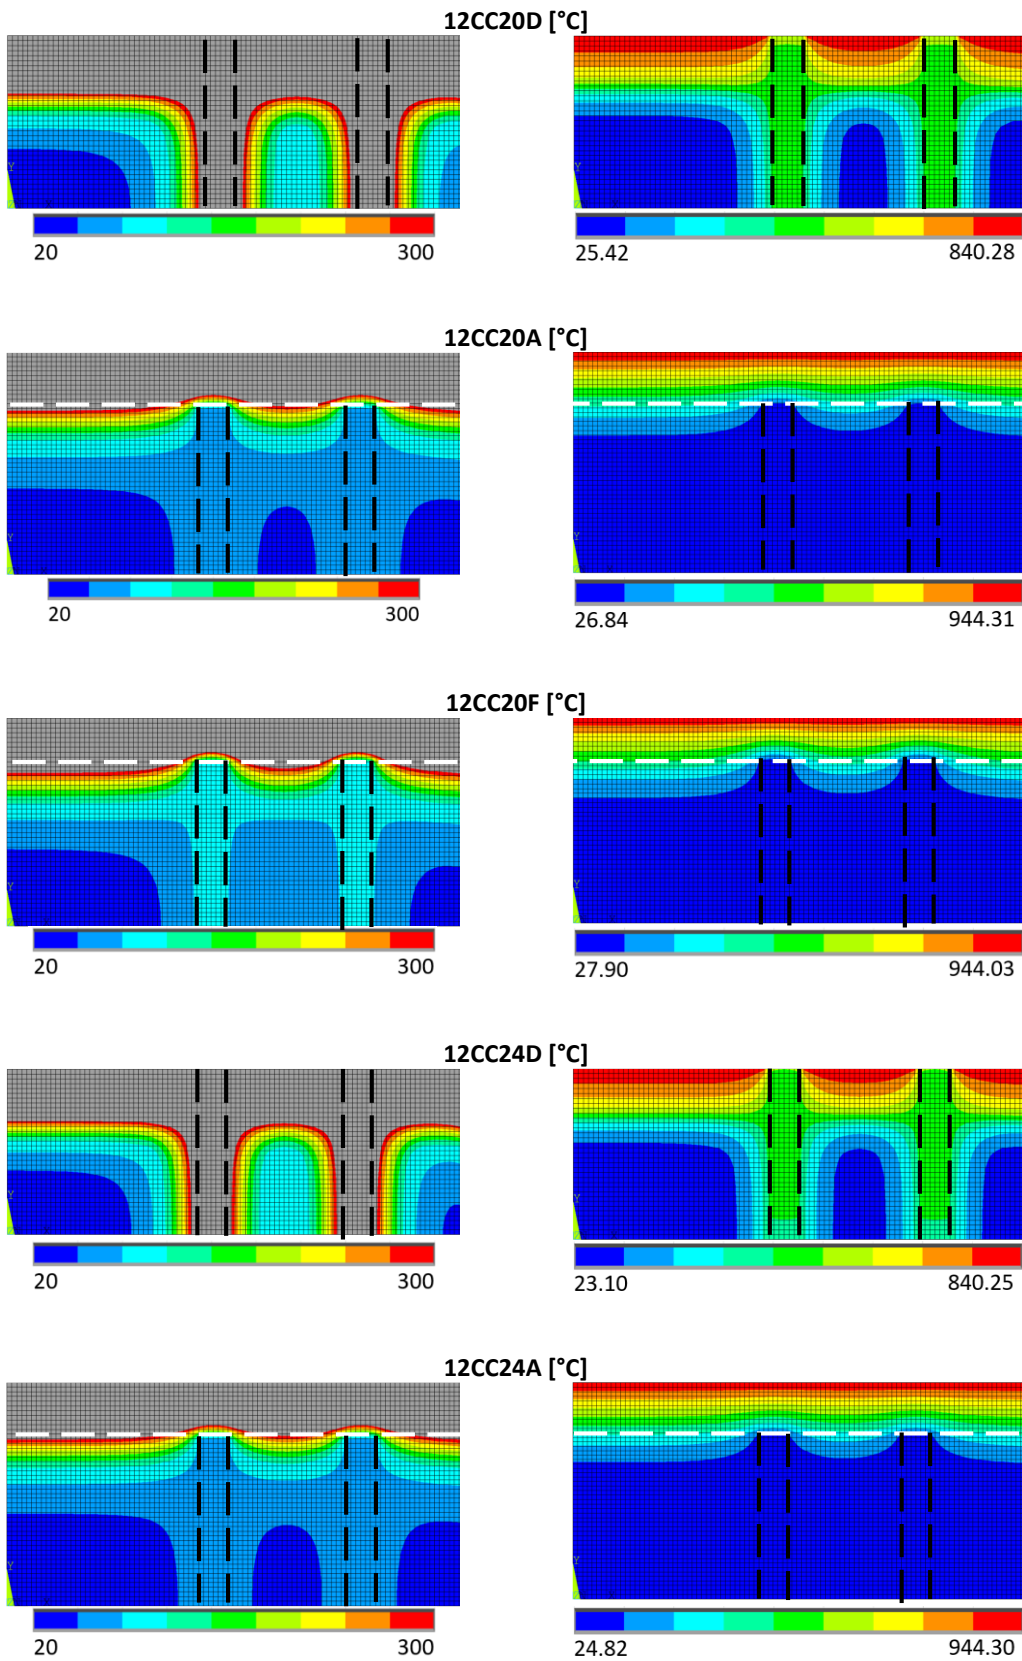 12CC20D [°C]
20 300 25.42 840.28
12CC20A [°C]
20 300 26.84 944.31
12CC20F [°C]
20 300 27.90 944.03
12CC24D [°C]
20 300 23.10 840.25
12CC24A [°C]
20 300 24.82 944.30